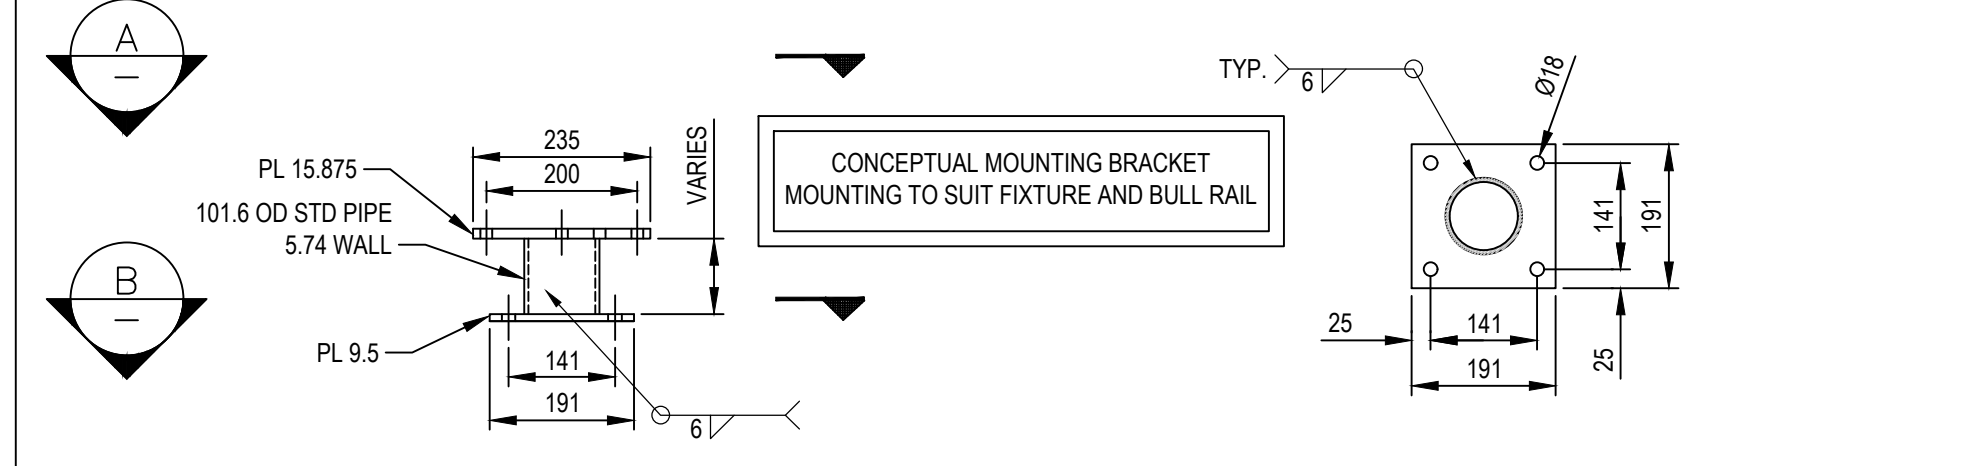 A
—
B
—
PL 15.875
101.6 OD STD PIPE
5.74 WALL
PL 9.5
235
200
VARIES
141
191
6
CONCEPTUAL MOUNTING BRACKET
MOUNTING TO SUIT FIXTURE AND BULL RAIL
TYP.
6
Ø18
141
191
25
141
191
25